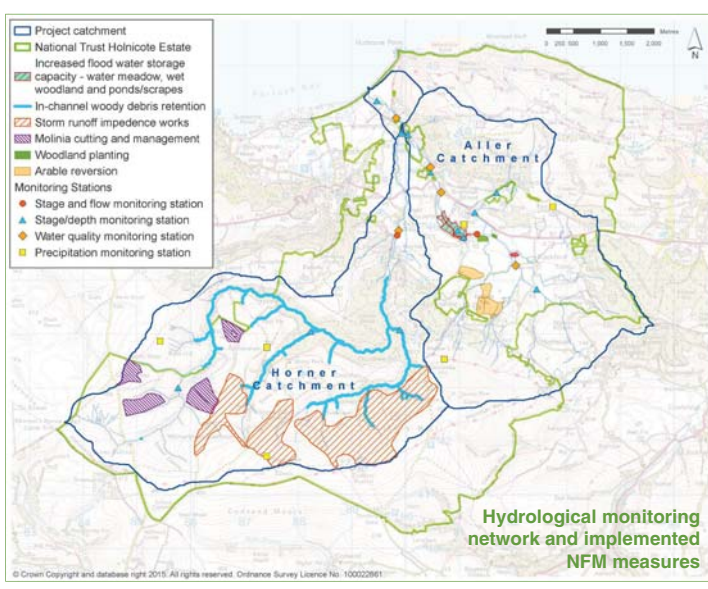 Project catchment
National Trust Holnicote Estate
Increased flood water storage
capacity - water meadow, wet
woodland and ponds/scrapes
In-channel woody debris retention
Storm runoff impedence works
Molinia cutting and management
Woodland planting
Arable reversion
Monitoring Stations
Stage and flow monitoring station
Stage/depth monitoring station
Water quality monitoring station
Precipitation monitoring station
Metres
0 250 500 1,000 1,500 2,000
N
Aller
Catchment
Horner
Catchment
Hydrological monitoring
network and implemented
NFM measures
© Crown Copyright and database right 2015. All rights reserved. Ordnance Survey Licence No. 100022861